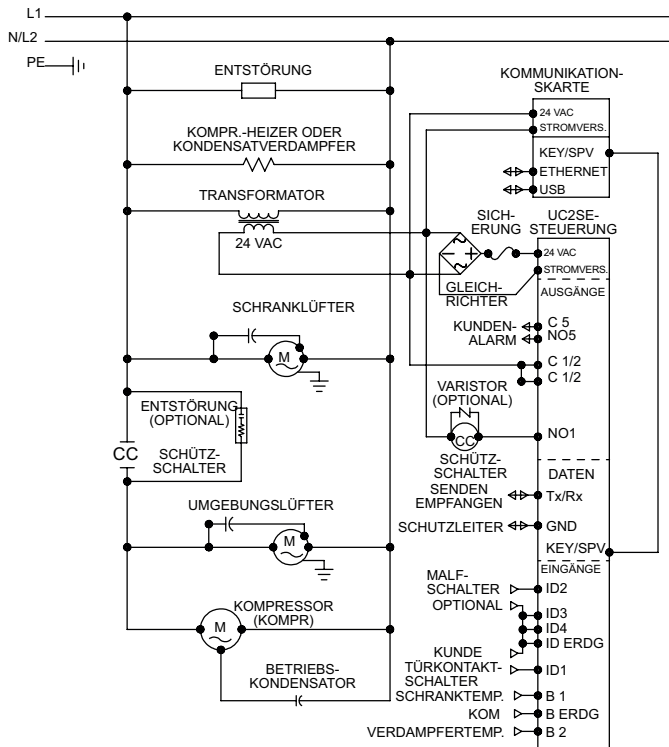 L1
N/L2
PE
ENTSTÖRUNG
KOMPR.-HEIZER ODER
KONDENSATVERDAMPFER
TRANSFORMATOR
24 VAC
SCHRANKLÜFTER
M
ENTSTÖRUNG
(OPTIONAL)
CC
SCHÜTZ-
SCHALTER
UMGEBUNGSLÜFTER
M
KOMPRESSOR
(KOMPR)
M
BETRIEBS-
KONDENSATOR
KOMMUNIKATION-
SKARTE
24 VAC
STROMVERS.
KEY/SPV
ETHERNET
USB
SICH-
ERUNG
UC2SE-
STEUERUNG
24 VAC
STROMVERS.
GLEICH-
RICHTER
AUSGÄNGE
KUNDEN-
ALARM
C 5
NO5
C 1/2
C 1/2
VARISTOR
(OPTIONAL)
CC
NO1
SCHÜTZ-
SCHALTER
DATEN
SENDEN
EMPFANGEN
Tx/Rx
SCHUTZLEITER
GND
KEY/SPV
EINGÄNGE
MALF-
SCHALTER
ID2
OPTIONAL
ID3
ID4
ID ERDG
KUNDE
TÜRKONTAKT-
SCHALTER
ID1
SCHRANKTEMP.
B 1
KOM
B ERDG
VERDAMPFERTEMP.
B 2